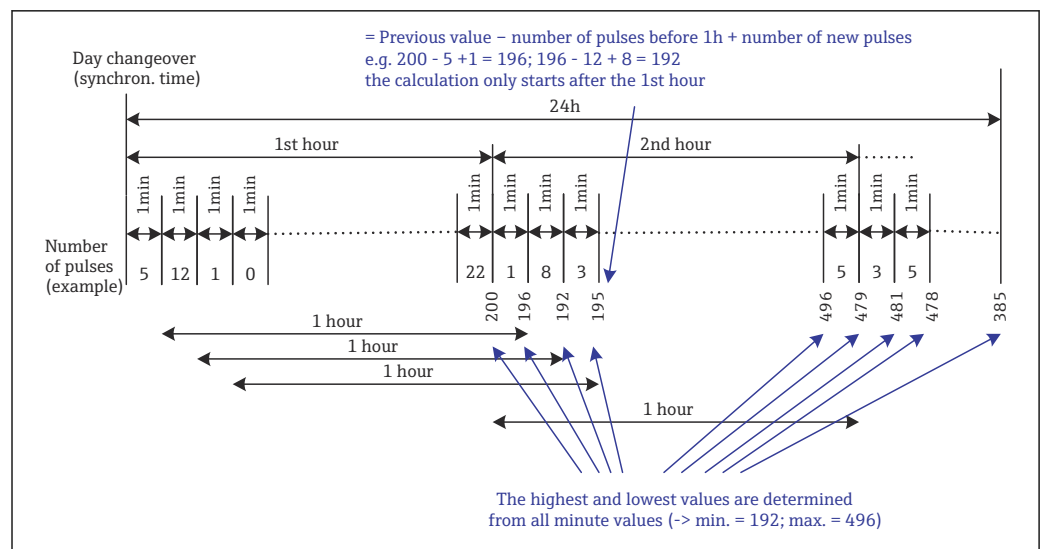 = Previous value – number of pulses before 1h + number of new pulses
e.g. 200 - 5 +1 = 196; 196 - 12 + 8 = 192
the calculation only starts after the 1st hour
Day changeover
(synchron. time)
24h
1st hour
2nd hour
1min
1min
1min
1min
1min
1min
1min
1min
1min
1min
1min
Number
of pulses
(example)
5
12
1
0
22
1
8
3
5
3
5
200
196
192
195
496
479
481
478
385
1 hour
1 hour
1 hour
1 hour
The highest and lowest values are determined
from all minute values (-> min. = 192; max. = 496)